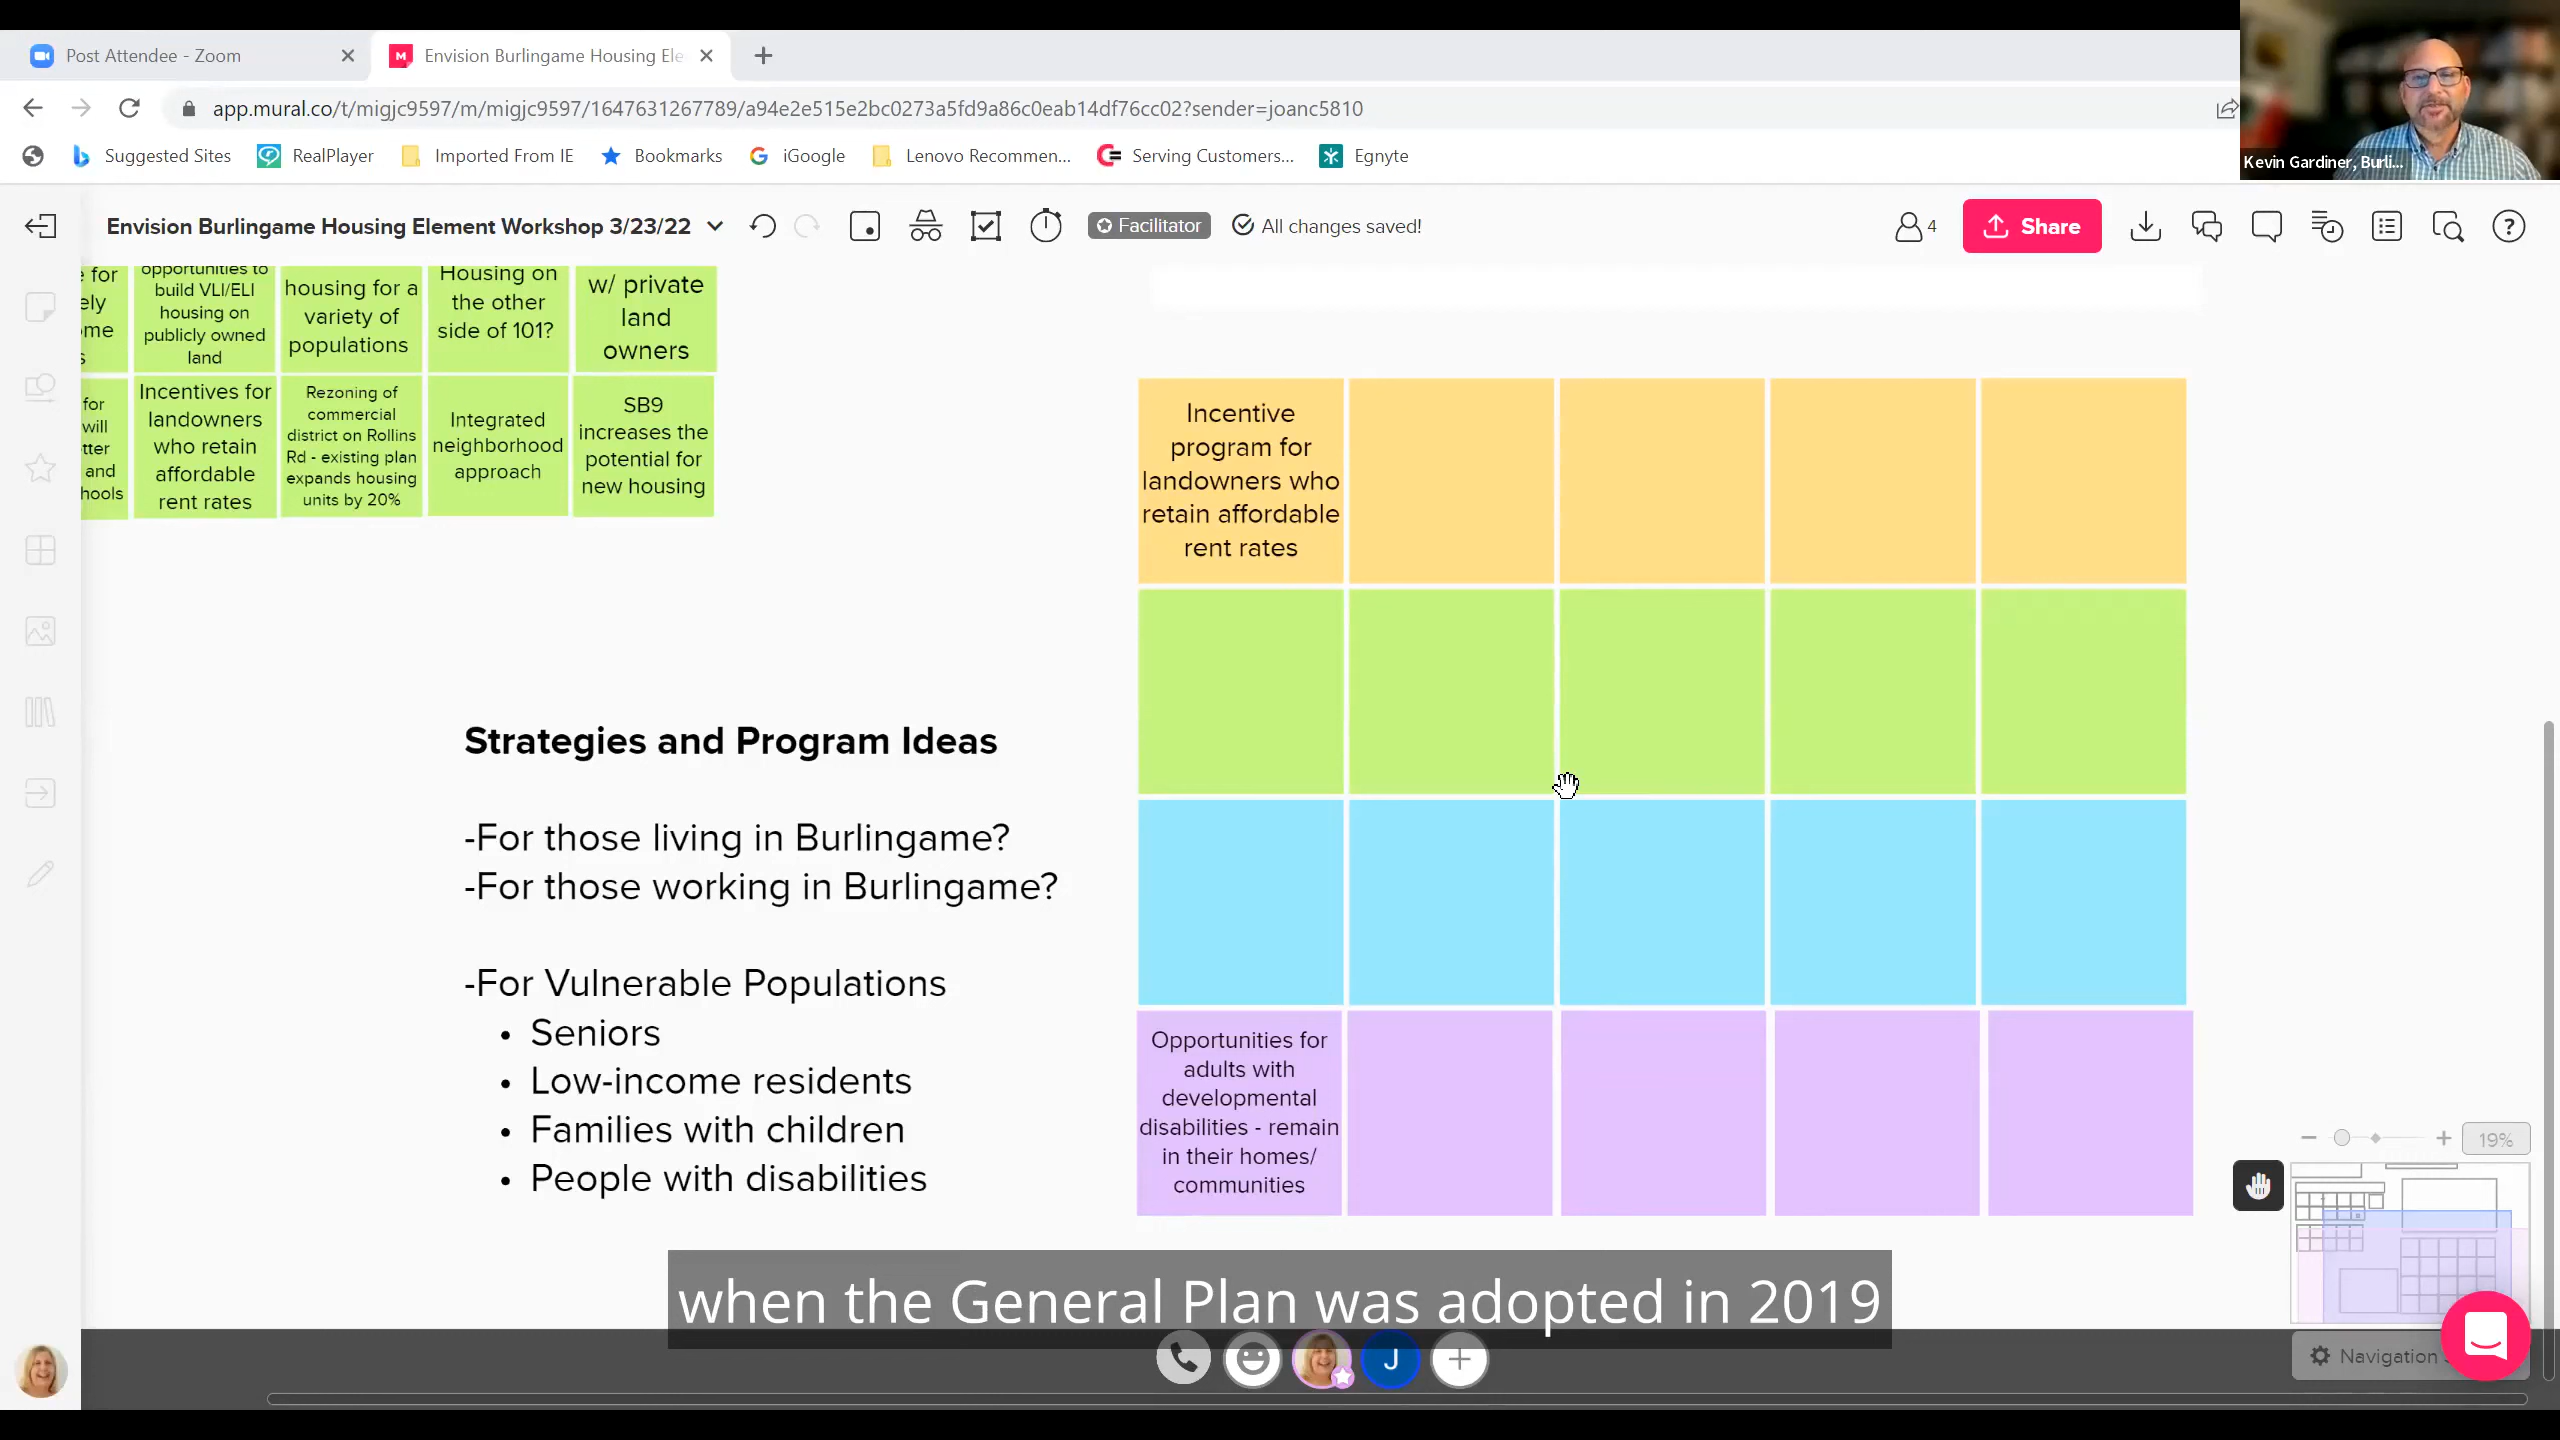 Post Attendee - Zoom
Envision Burlingame Housing Ele
app.mural.co/t/migjc9597/m/migjc9597/1647631267789/a94e2e515e2bc0273a5fd9a86c0eab14df76cc02?sender=joanc5810
Suggested Sites
RealPlayer
Imported From IE
Bookmarks
iGoogle
Lenovo Recommen...
Serving Customers...
Egnyte
Kevin Gardiner, Burli...
Envision Burlingame Housing Element Workshop 3/23/22
Facilitator
All changes saved!
4
Share
e for
ely
me
s
opportunities to
build VLI/ELI
housing on
publicly owned
land
housing for a
variety of
populations
Housing on
the other
side of 101?
w/ private
land
owners
for
will
tter
and
hools
Incentives for
landowners
who retain
affordable
rent rates
Rezoning of
commercial
district on Rollins
Rd - existing plan
expands housing
units by 20%
Integrated
neighborhood
approach
SB9
increases the
potential for
new housing
Incentive
program for
landowners who
retain affordable
rent rates
Strategies and Program Ideas
-For those living in Burlingame?
-For those working in Burlingame?
-For Vulnerable Populations
• Seniors
• Low-income residents
• Families with children
• People with disabilities
Opportunities for
adults with
developmental
disabilities - remain
in their homes/
communities
19%
when the General Plan was adopted in 2019
J
Navigation